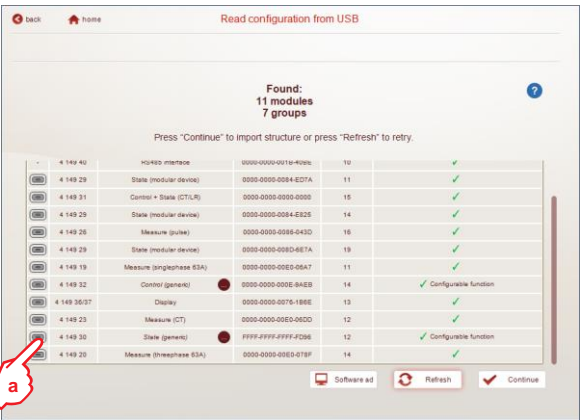 back home Read configuration from USB
Found:
11 modules
7 groups
?
Press "Continue" to import structure or press "Refresh" to retry.
4 149 40 RS485 interface 0000-0000-001B-40BE 10 ✓
4 149 29 State (modular device) 0000-0000-0084-ED7A 11 ✓
4 149 31 Control + State (CT/LR) 0000-0000-0000-0000 15 ✓
4 149 29 State (modular device) 0000-0000-0084-E825 14 ✓
4 149 26 Measure (pulse) 0000-0000-0086-043D 16 ✓
4 149 29 State (modular device) 0000-0000-008D-6E7A 19 ✓
4 149 19 Measure (singlephase 63A) 0000-0000-00E0-06A7 11 ✓
4 149 32 Control (generic) 0000-0000-000E-9AEB 14 ✓ Configurable function
4 149 36/37 Display 0000-0000-0076-1B6E 13 ✓
4 149 23 Measure (CT) 0000-0000-00E0-06DD 12 ✓
4 149 30 State (generic) FFFF-FFFF-FFFF-FD96 12 ✓ Configurable function
4 149 20 Measure (threephase 63A) 0000-0000-00E0-078F 14 ✓
Software ad Refresh Continue
a